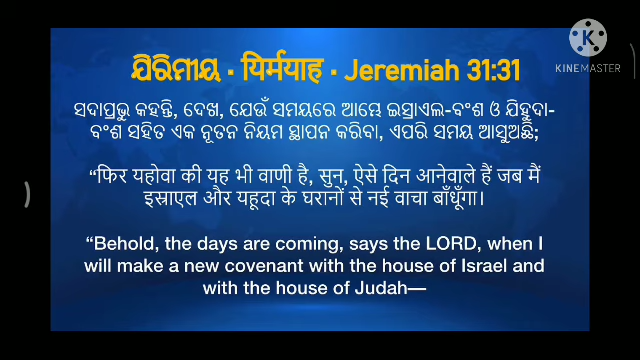 ଯିରିମୀୟ · यिर्मयाह · Jeremiah 31:31
KINEMASTER
ସଦାପ୍ରଭୁ କହନ୍ତି, ଦେଖ, ଯେଉଁ ସମୟରେ ଆମ୍ଭେ ଇସ୍ରାଏଲ-ବଂଶ ଓ ଯିହୁଦା-
ବଂଶ ସହିତ ଏକ ନୂତନ ନିୟମ ସ୍ଥାପନ କରିବା, ଏପରି ସମୟ ଆସୁଅଛି;
“फिर यहोवा की यह भी वाणी है, सुन, ऐसे दिन आनेवाले हैं जब मैं
इस्राएल और यहूदा के घरानों से नई वाचा बाँधूँगा।
“Behold, the days are coming, says the LORD, when I
will make a new covenant with the house of Israel and
with the house of Judah—